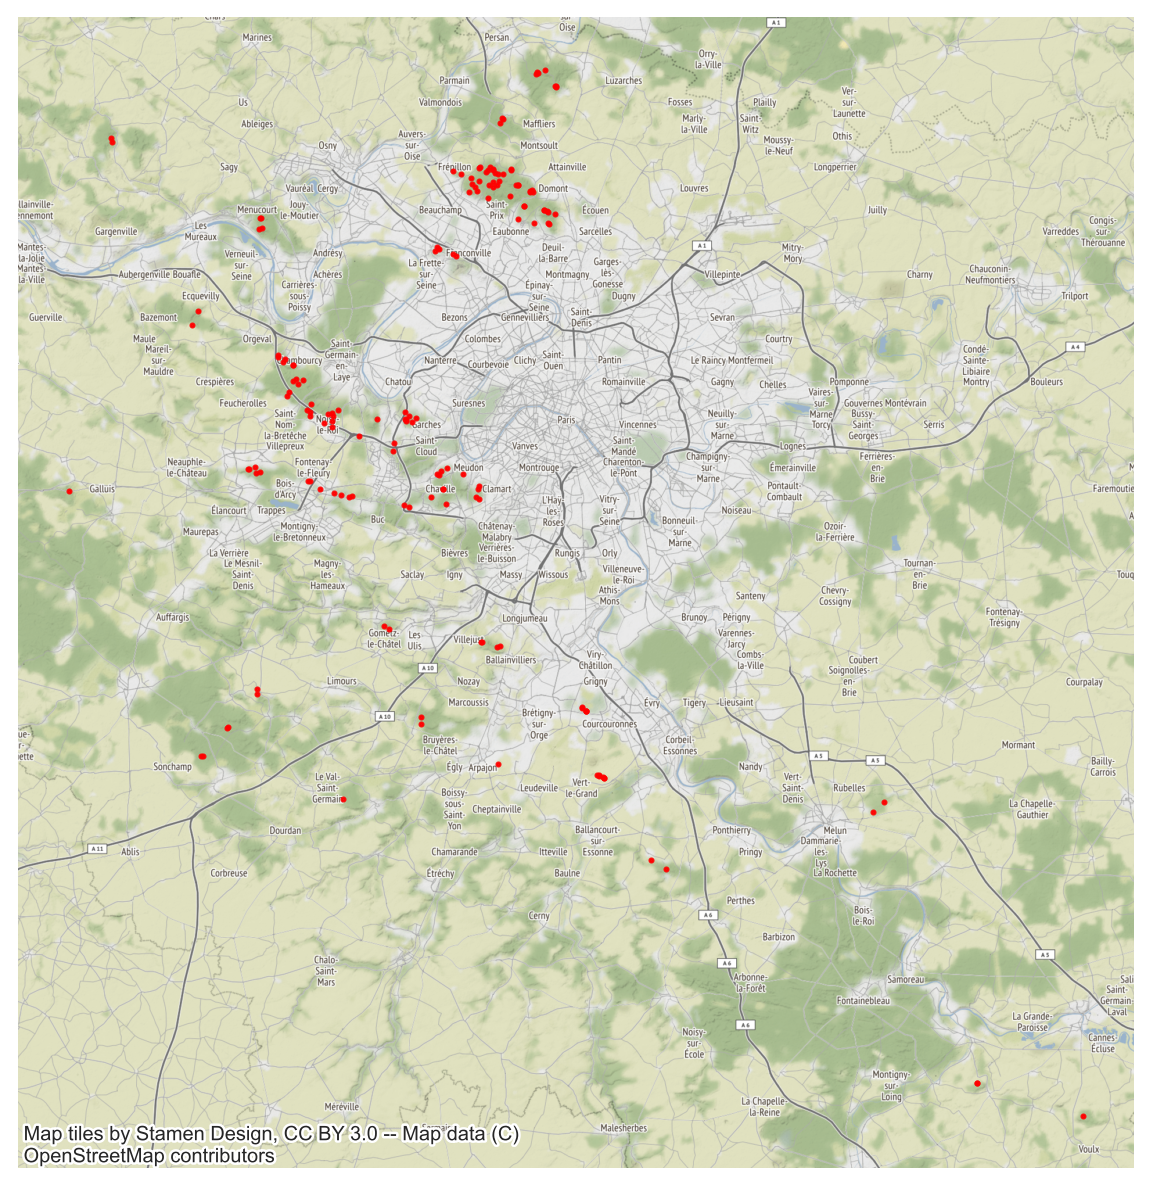 Chars
Marines
Persan
sur-
Oise
A 1
Orry-
la-Ville
Parmain
Luzarches
Us
Valmondois
Fosses
Plailly
Ver-
sur-
Launette
Ableiges
Maffliers
Marly-
la-Ville
Saint-
Witz
Othis
Osny
Auvers-
sur-
Oise
Montsoult
Moussy-
le-Neuf
Sagy
Frépillon
Attainville
Longperrier
Vauréal
Cergy
Domont
Louvres
Menucourt
Jouy-
le-Moutier
Beauchamp
Saint-
Prix
Écouen
Juilly
Gargenville
Les
Mureaux
Eaubonne
Sarcelles
Congis-
sur-
Thérouanne
Varreddes
Mantes-
la-Jolie
Mantes-
la-Ville
Verneuil-
sur-
Seine
Andrésy
Achères
La Frette-
sur-
Seine
Franconville
Deuil-
la-Barre
A 1
Mitry-
Mory
Aubergenville
Bouafle
Montmagny
Garges-
lès-
Gonesse
Villepinte
Charny
Chauconin-
Neufmontiers
Ecquevilly
Carrières-
sous-
Poissy
Épinay-
sur-
Seine
Dugny
Trilport
Guerville
Bazemont
Bezons
Gennevilliers
Saint-
Denis
Sevran
Maule
Orgeval
Saint-
Germain-
en-
Laye
Colombes
Courtry
A 4
Mareil-
sur-
Mauldre
Nanterre
Courbevoie
Clichy
Saint-
Ouen
Pantin
Le Raincy
Montfermeil
Condé-
Sainte-
Libiaire
Montry
Crespières
Chatou
Romainville
Gagny
Chelles
Pomponne
Bouleurs
Feucherolles
Suresnes
Vaires-
sur-
Marne
Torcy
Gouvernes
Montévrain
Saint-
Nom-
la-Bretèche
Villepreux
Garches
Paris
Vincennes
Neuilly-
sur-
Marne
Bussy-
Saint-
Georges
Serris
Saint-
Cloud
Vanves
Saint-
Mandé
Charenton-
le-Pont
Lognes
Neauphle-
le-Château
Fontenay-
le-Fleury
Meudon
Montrouge
Champigny-
sur-
Marne
Émerainville
Ferrières-
en-
Brie
Galluis
Bois-
d'Arcy
Clamart
Pontault-
Combault
Faremoutie
Élancourt
Trappes
Buc
L'Hay-
les-
Roses
Vitry-
sur-
Seine
Noiseau
Maurepas
Montigny-
le-Bretonneux
Châtenay-
Malabry
Verrières-
le-Buisson
Bonneuil-
sur-
Marne
Ozoir-
la-Ferrière
La Verrière
Le Mesnil-
Saint-
Denis
Magny-
les-
Hameaux
Bièvres
Rungis
Orly
Tournan-
en-
Brie
Saclay
Igny
Massy
Wissous
Villeneuve-
le-Roi
Athis-
Mons
Santeny
Chevry-
Cossigny
Auffargis
Longjumeau
Brunoy
Périgny
Fontenay-
Trésigny
Gometz-
le-Châtel
Les
Ulis
Villejust
Varennes-
Jarcy
Ballainvilliers
Viry-
Châtillon
Grigny
Combs-
la-Ville
Coubert
Soignolles-
en-
Brie
A 10
Limours
Nozay
Courpalay
Marcoussis
Évry
Tigery
Lieusaint
A 10
Brétigny-
sur-
Orge
Courcouronnes
Bruyères-
le-Châtel
Corbeil-
Essonnes
Mormant
A 5
A 5
Sonchamp
Égly
Arpajon
Nandy
Bailly-
Carrois
Le Val-
Saint-
Germain
Leudeville
Vert-
le-Grand
Vert-
Saint-
Denis
Rubelles
Boissy-
sous-
Saint-
Yon
Cheptainville
La Chapelle-
Gauthier
Dourdan
Ballancourt-
sur-
Essonne
Ponthierry
Melun
A 11
Ablis
Chamarande
Itteville
Pringy
Dammarie-
les-
Lys
La Rochette
Corbreuse
Étréchy
Baulne
Perthes
Cerny
A 6
Bois-
le-Roi
Barbizon
A 5
Chalo-
Saint-
Mars
A 6
Arbonne-
la-Forêt
Samoreau
Fontainebleau
Saint-
Germain-
Laval
A 6
La Grande-
Paroisse
Noisy-
sur-
École
Cannes-
Écluse
Montigny-
sur-
Loing
Méréville
La Chapelle-
la-Reine
Malesherbes
Voulx
Map tiles by Stamen Design, CC BY 3.0 -- Map data (C)
OpenStreetMap contributors